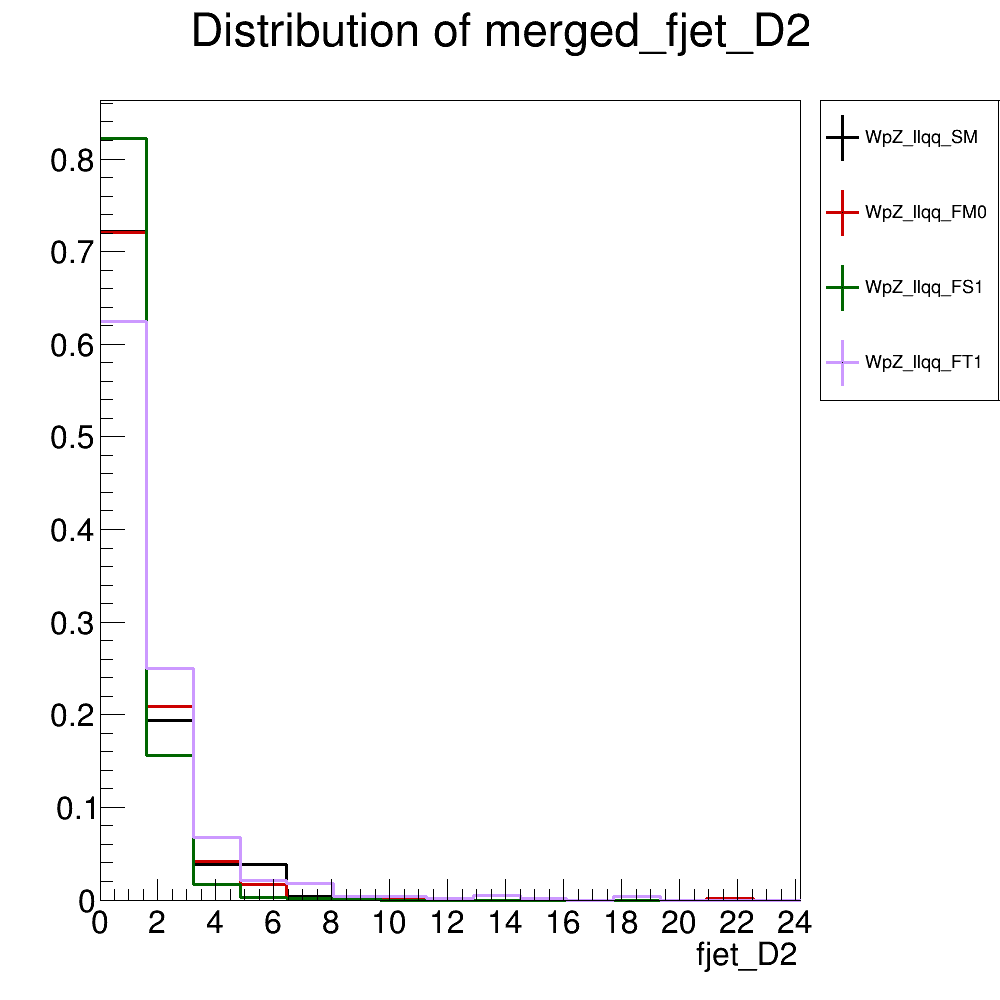 Distribution of merged_fjet_D2
0.8
0.7
0.6
0.5
0.4
0.3
0.2
0.1
0
0 2 4 6 8 10 12 14 16 18 20 22 24
fjet_D2
WpZ_llqq_SM
WpZ_llqq_FM0
WpZ_llqq_FS1
WpZ_llqq_FT1